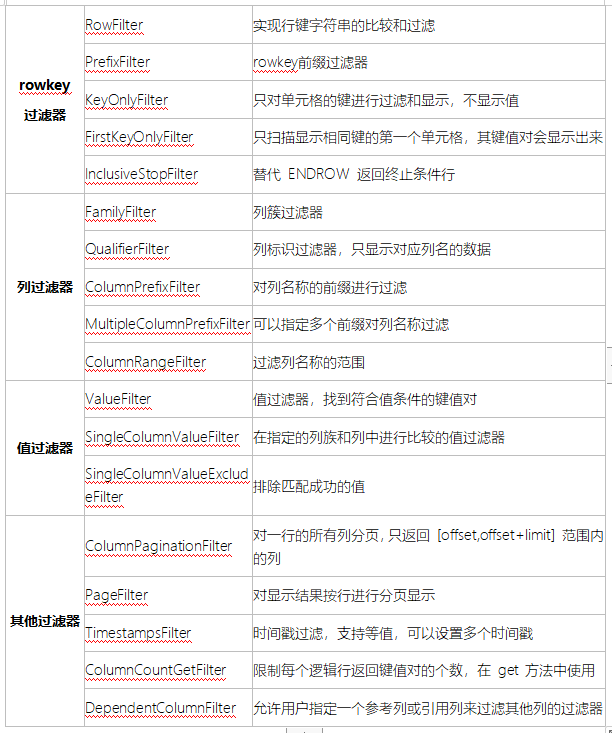 rowkey
过滤器
RowFilter 实现行键字符串的比较和过滤
PrefixFilter rowkey前缀过滤器
KeyOnlyFilter 只对单元格的键进行过滤和显示，不显示值
FirstKeyOnlyFilter 只扫描显示相同键的第一个单元格，其键值对会显示出来
InclusiveStopFilter 替代 ENDROW 返回终止条件行
列过滤器
FamilyFilter 列簇过滤器
QualifierFilter 列标识过滤器，只显示对应列名的数据
ColumnPrefixFilter 对列名称的前缀进行过滤
MultipleColumnPrefixFilter 可以指定多个前缀对列名称过滤
ColumnRangeFilter 过滤列名称的范围
值过滤器
ValueFilter 值过滤器，找到符合值条件的键值对
SingleColumnValueFilter 在指定的列族和列中进行比较的值过滤器
SingleColumnValueExclud
eFilter
排除匹配成功的值
其他过滤器
ColumnPaginationFilter
对一行的所有列分页，只返回 [offset,offset+limit] 范围内
的列
PageFilter 对显示结果按行进行分页显示
TimestampsFilter 时间戳过滤，支持等值，可以设置多个时间戳
ColumnCountGetFilter 限制每个逻辑行返回键值对的个数，在 get 方法中使用
DependentColumnFilter 允许用户指定一个参考列或引用列来过滤其他列的过滤器